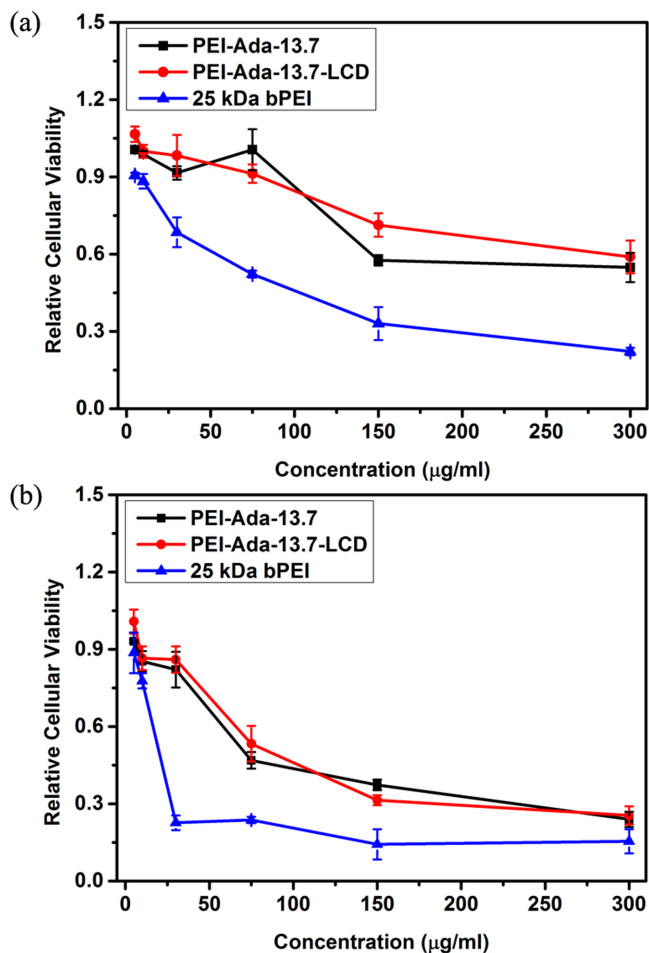 (a)
1.5
1.2
0.9
0.6
0.3
0.0
Relative Cellular Viability
PEI-Ada-13.7
PEI-Ada-13.7-LCD
25 kDa bPEI
0 50 100 150 200 250 300
Concentration (μg/ml)
(b)
1.5
1.2
0.9
0.6
0.3
0.0
Relative Cellular Viability
PEI-Ada-13.7
PEI-Ada-13.7-LCD
25 kDa bPEI
0 50 100 150 200 250 300
Concentration (μg/ml)